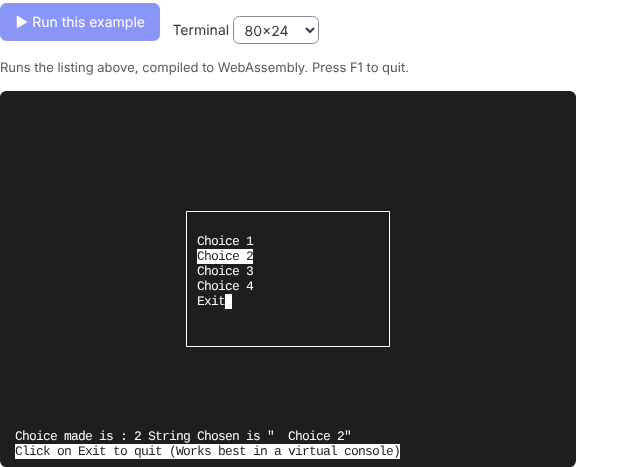 ▶ Run this example
Terminal 80×24
Runs the listing above, compiled to WebAssembly. Press F1 to quit.
Choice 1
Choice 2
Choice 3
Choice 4
Exit
Choice made is : 2 String Chosen is "  Choice 2"
Click on Exit to quit (Works best in a virtual console)